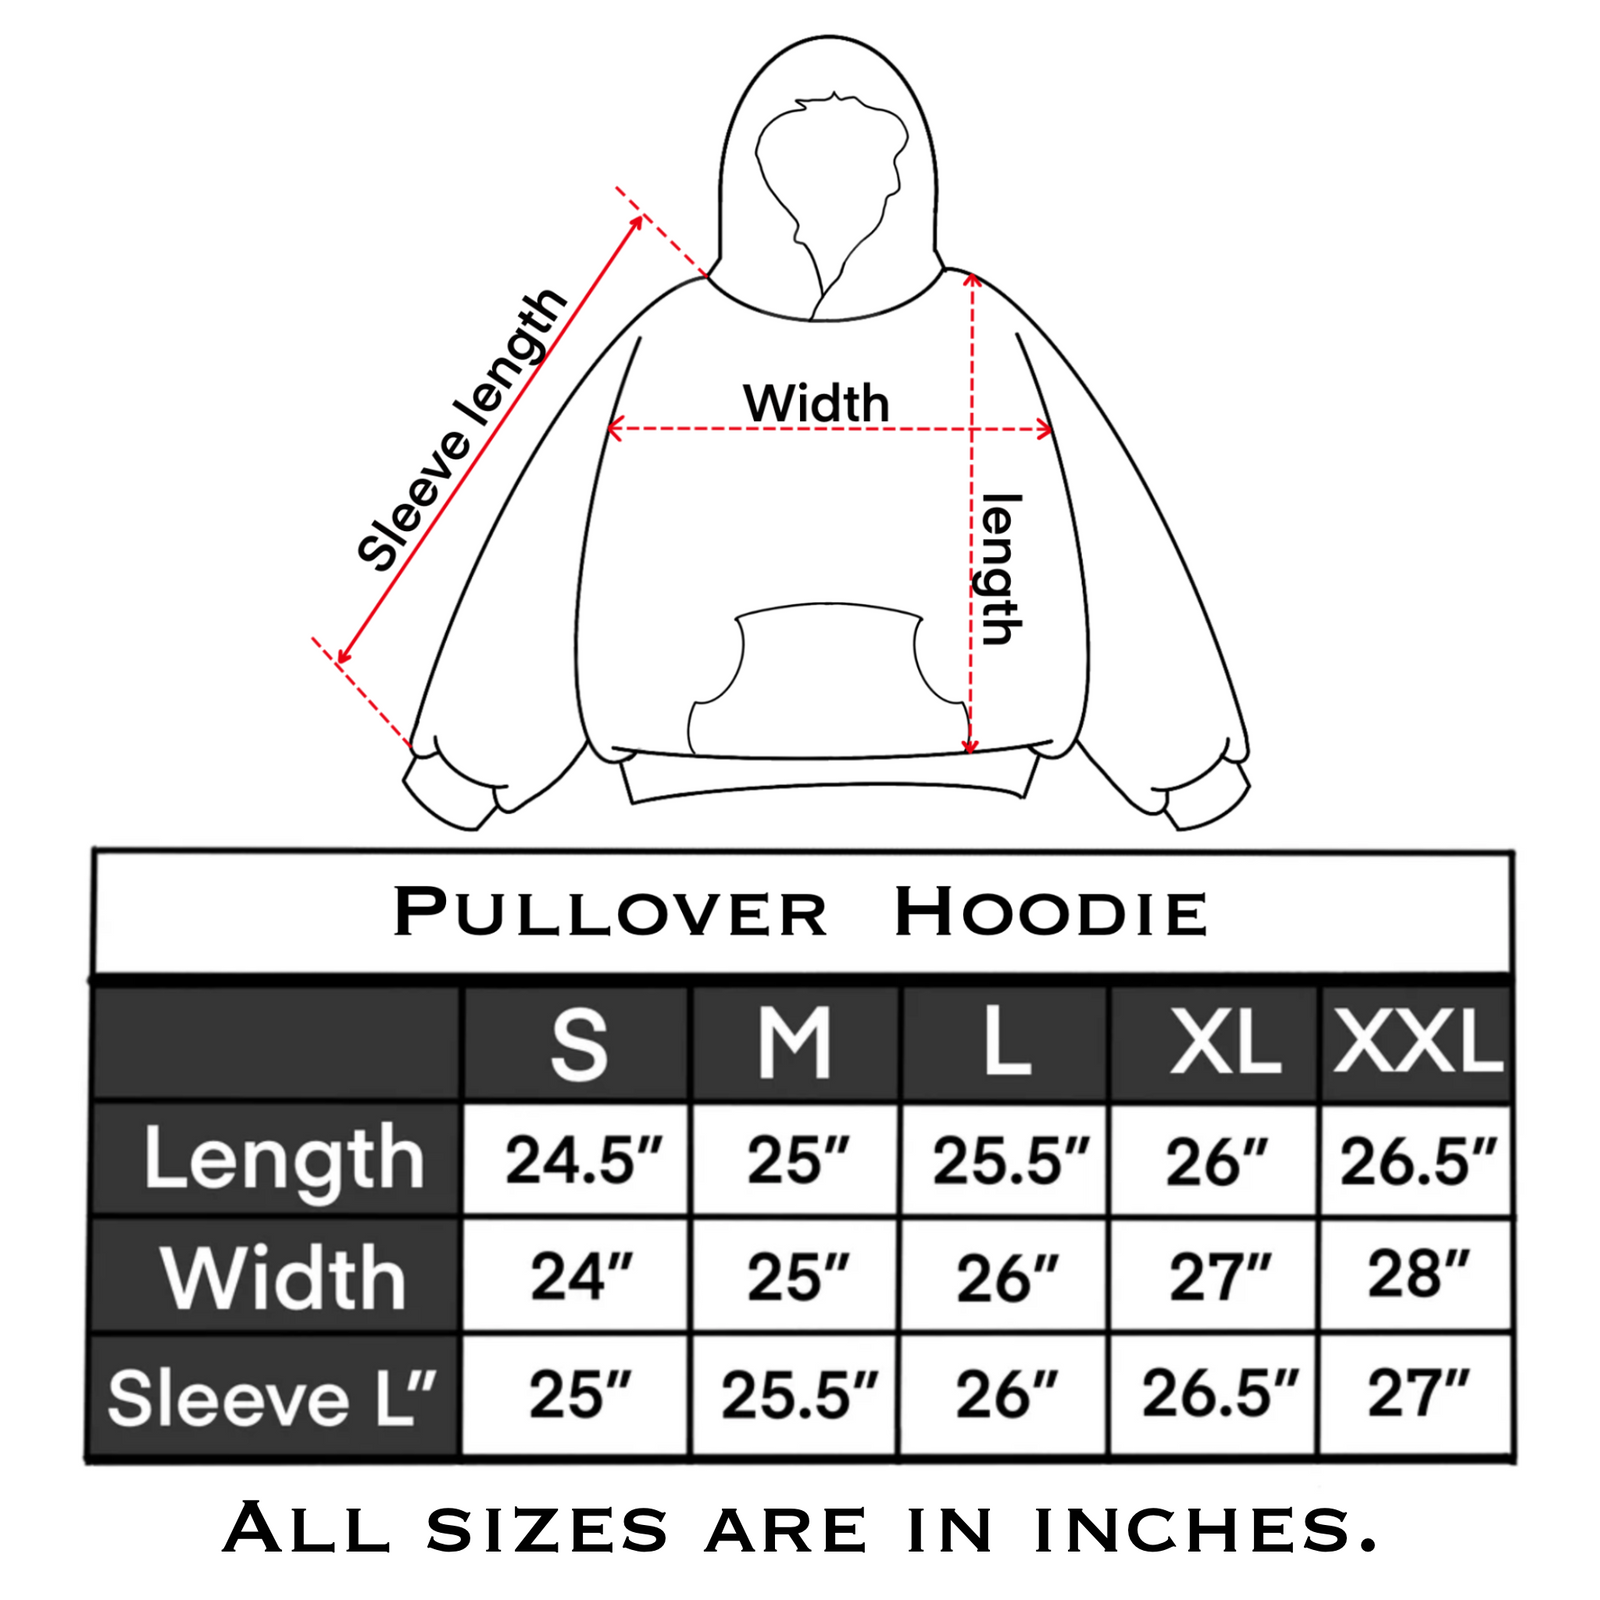 Sleeve length
Width
length
PULLOVER HOODIE
S M L XL XXL
Length 24.5″ 25″ 25.5″ 26″ 26.5″
Width 24″ 25″ 26″ 27″ 28″
Sleeve L″ 25″ 25.5″ 26″ 26.5″ 27″
ALL SIZES ARE IN INCHES.